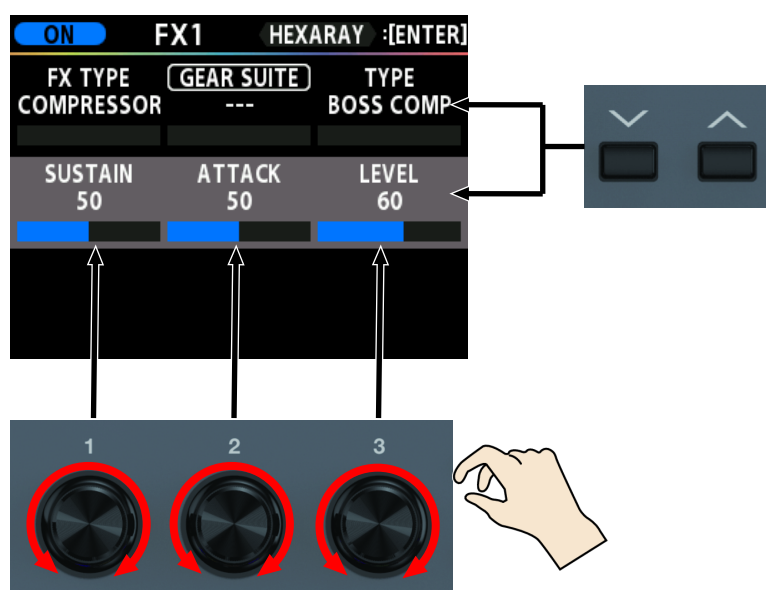 ON FX1 HEXARAY :[ENTER]
FX TYPE GEAR SUITE TYPE
COMPRESSOR --- BOSS COMP
SUSTAIN ATTACK LEVEL
50 50 60
1 2 3